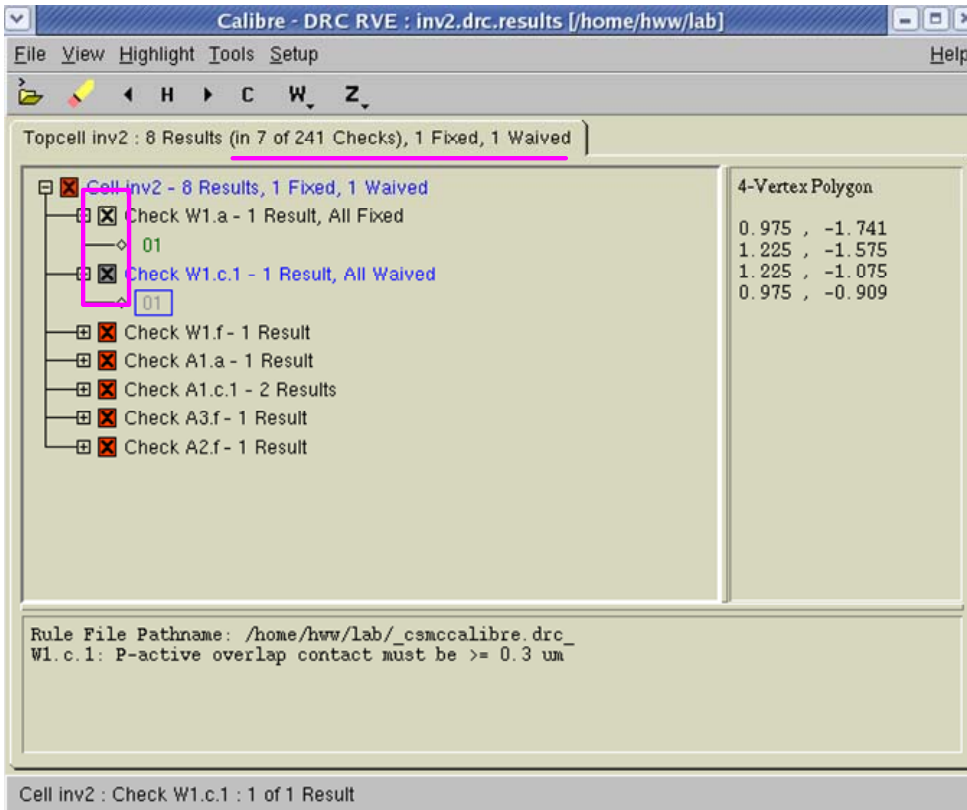 Calibre - DRC RVE : inv2.drc.results [/home/hww/lab]
File View Highlight Tools Setup Help
H C W Z
Topcell inv2 : 8 Results (in 7 of 241 Checks), 1 Fixed, 1 Waived
Cell inv2 - 8 Results, 1 Fixed, 1 Waived
Check W1.a - 1 Result, All Fixed
01
Check W1.c.1 - 1 Result, All Waived
01
Check W1.f - 1 Result
Check A1.a - 1 Result
Check A1.c.1 - 2 Results
Check A3.f - 1 Result
Check A2.f - 1 Result
4-Vertex Polygon
0.975 , -1.741
1.225 , -1.575
1.225 , -1.075
0.975 , -0.909
Rule File Pathname: /home/hww/lab/_csmccalibre.drc_
W1.c.1: P-active overlap contact must be >= 0.3 um
Cell inv2 : Check W1.c.1 : 1 of 1 Result